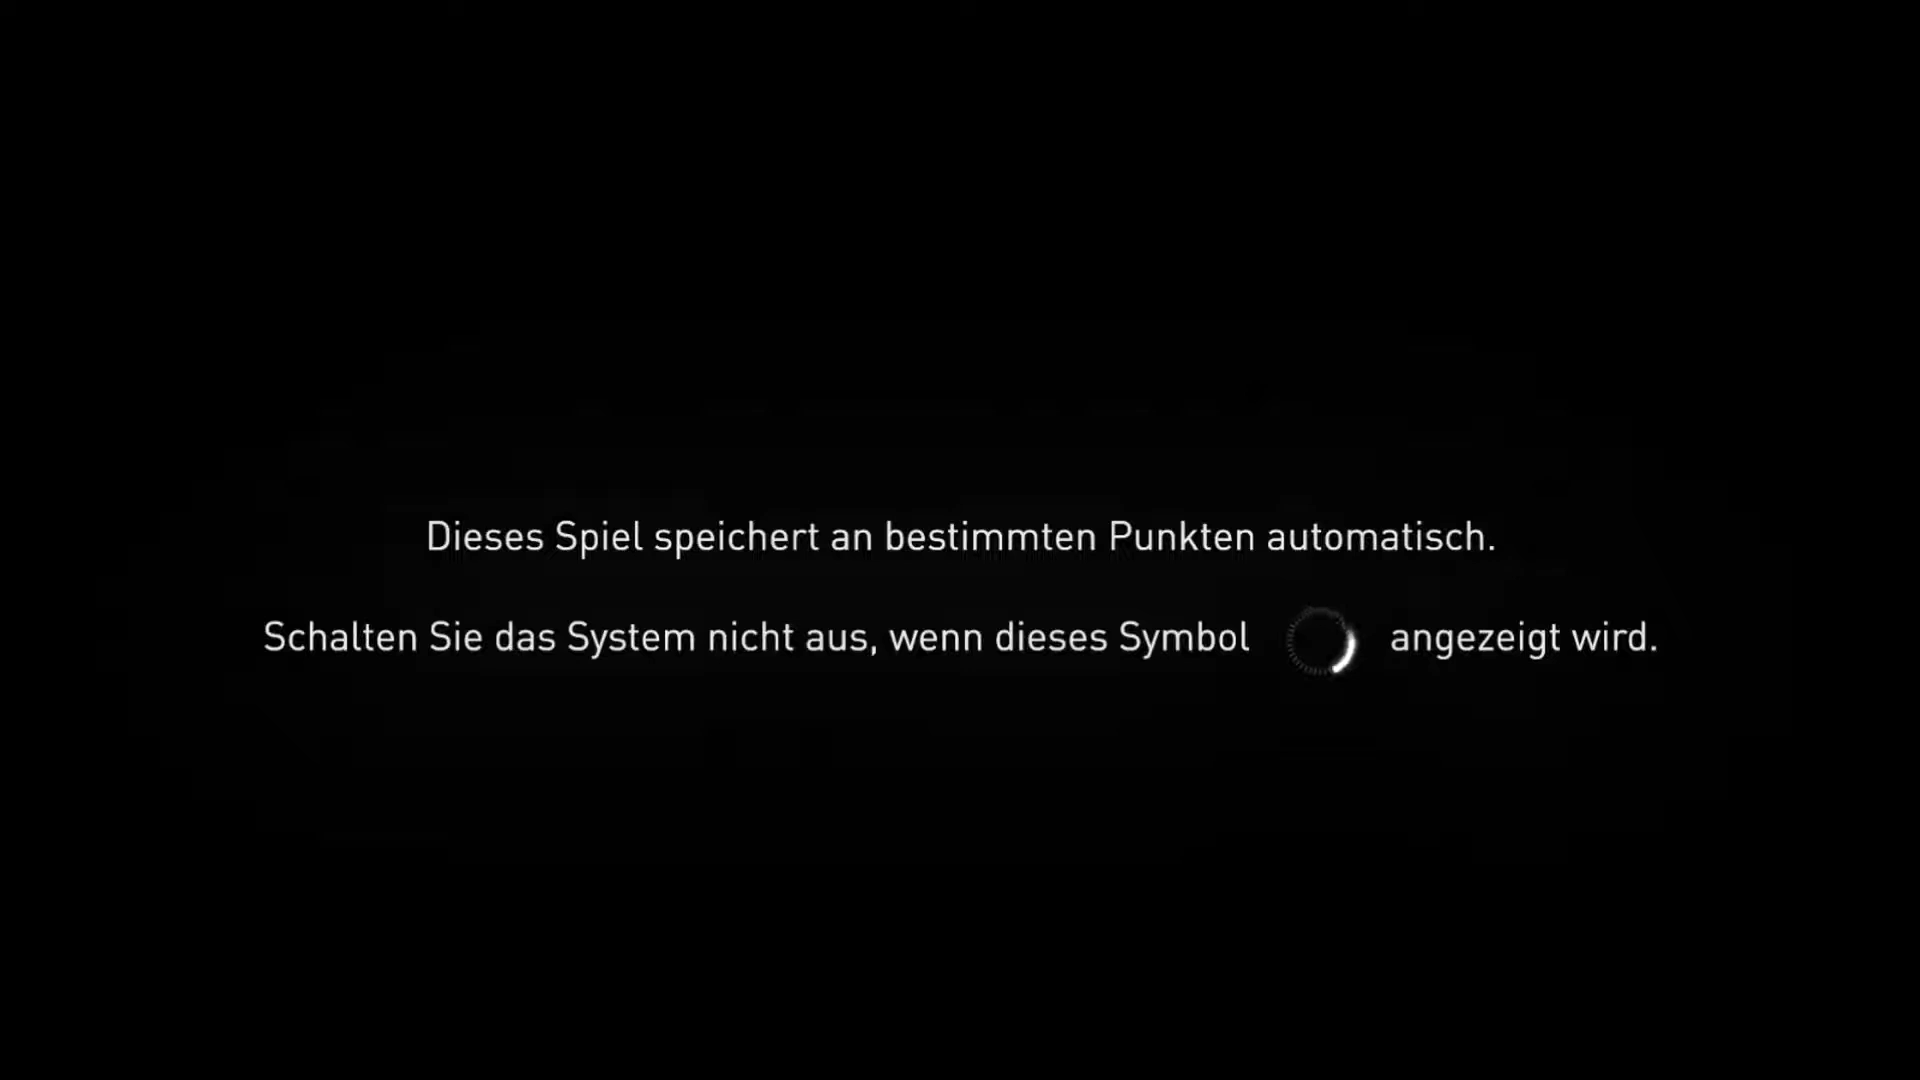 Dieses Spiel speichert an bestimmten Punkten automatisch.
Schalten Sie das System nicht aus, wenn dieses Symbol angezeigt wird.